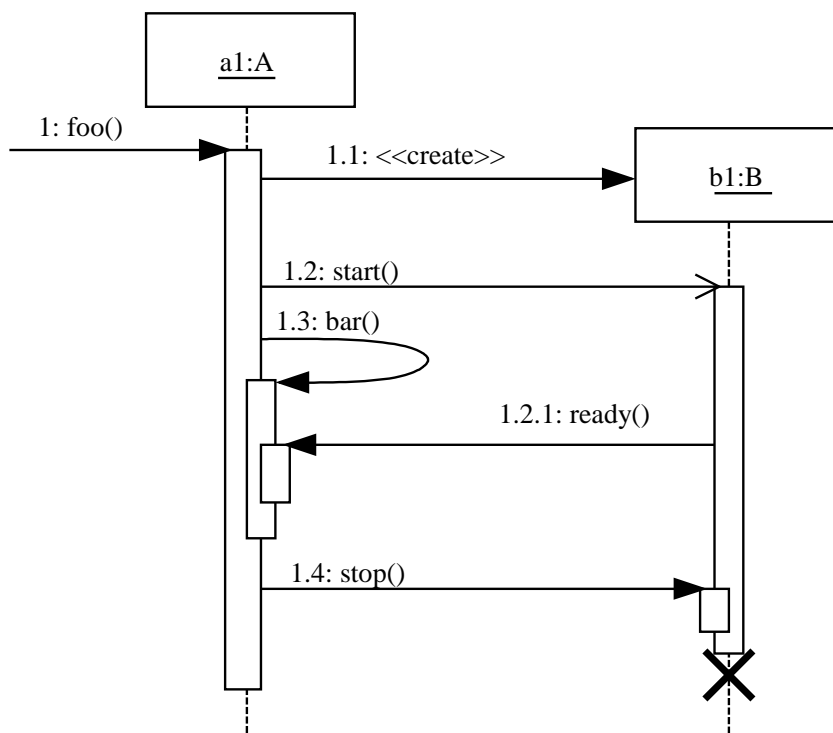 a1:A
1: foo()
1.1: <<create>>
b1:B
1.2: start()
1.3: bar()
1.2.1: ready()
1.4: stop()